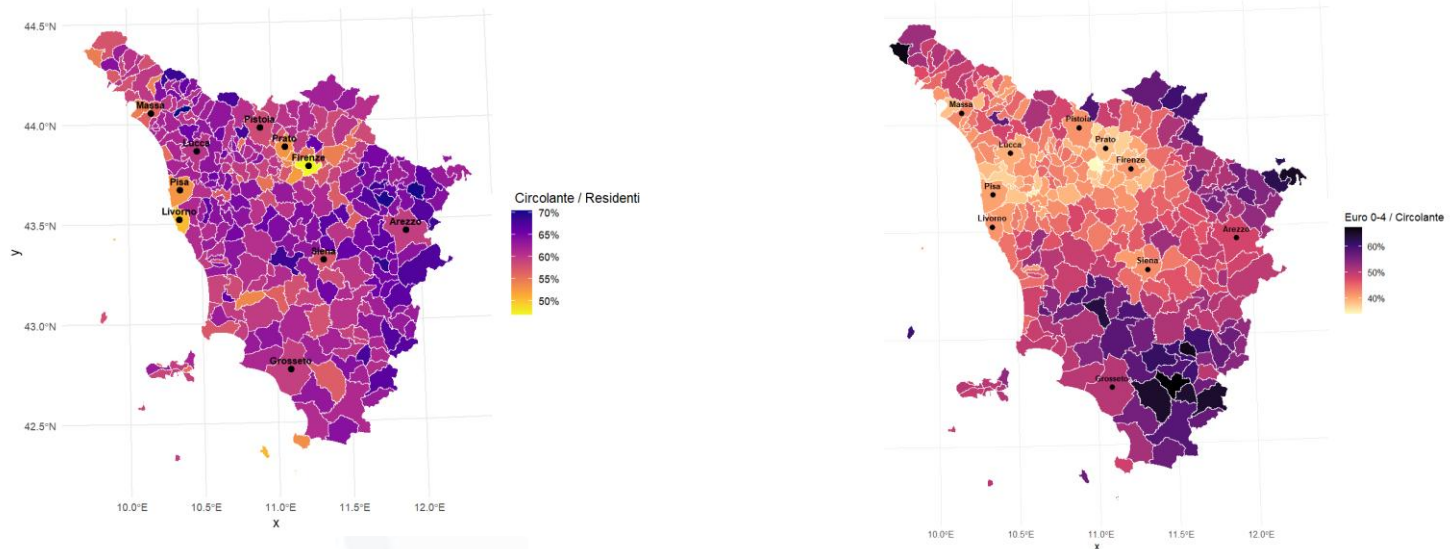 44.5°N
44.0°N
43.5°N
43.0°N
42.5°N
y
Massa
Pistoia
Prato
Lucca
Firenze
Pisa
Livorno
Arezzo
Siena
Grosseto
10.0°E 10.5°E 11.0°E 11.5°E 12.0°E
x
Circolante / Residenti
70%
65%
60%
55%
50%
Massa
Pistoia
Prato
Lucca
Firenze
Pisa
Livorno
Arezzo
Siena
Grosseto
10.0°E 10.5°E 11.0°E 11.5°E 12.0°E
x
Euro 0-4 / Circolante
60%
50%
40%